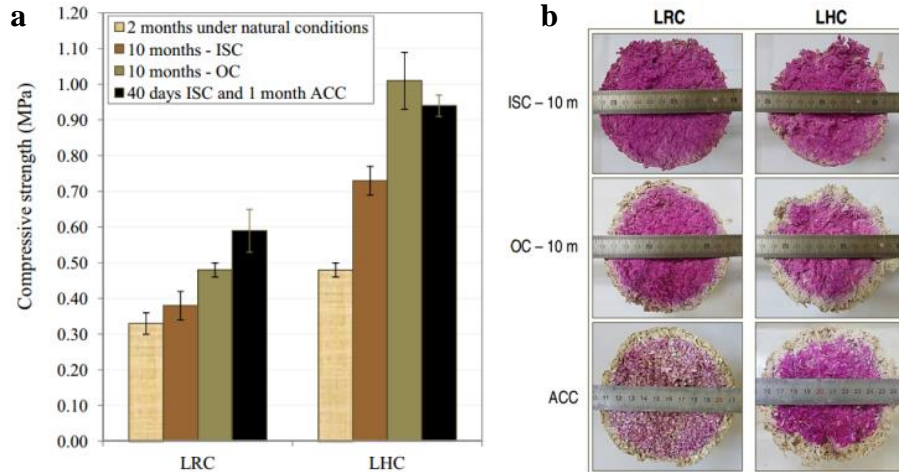 a
Compressive strength (MPa)
1.20
1.10
1.00
0.90
0.80
0.70
0.60
0.50
0.40
0.30
0.20
0.10
0.00
2 months under natural conditions
10 months - ISC
10 months - OC
40 days ISC and 1 month ACC
LRC
LHC
b
LRC
LHC
ISC – 10 m
OC – 10 m
ACC